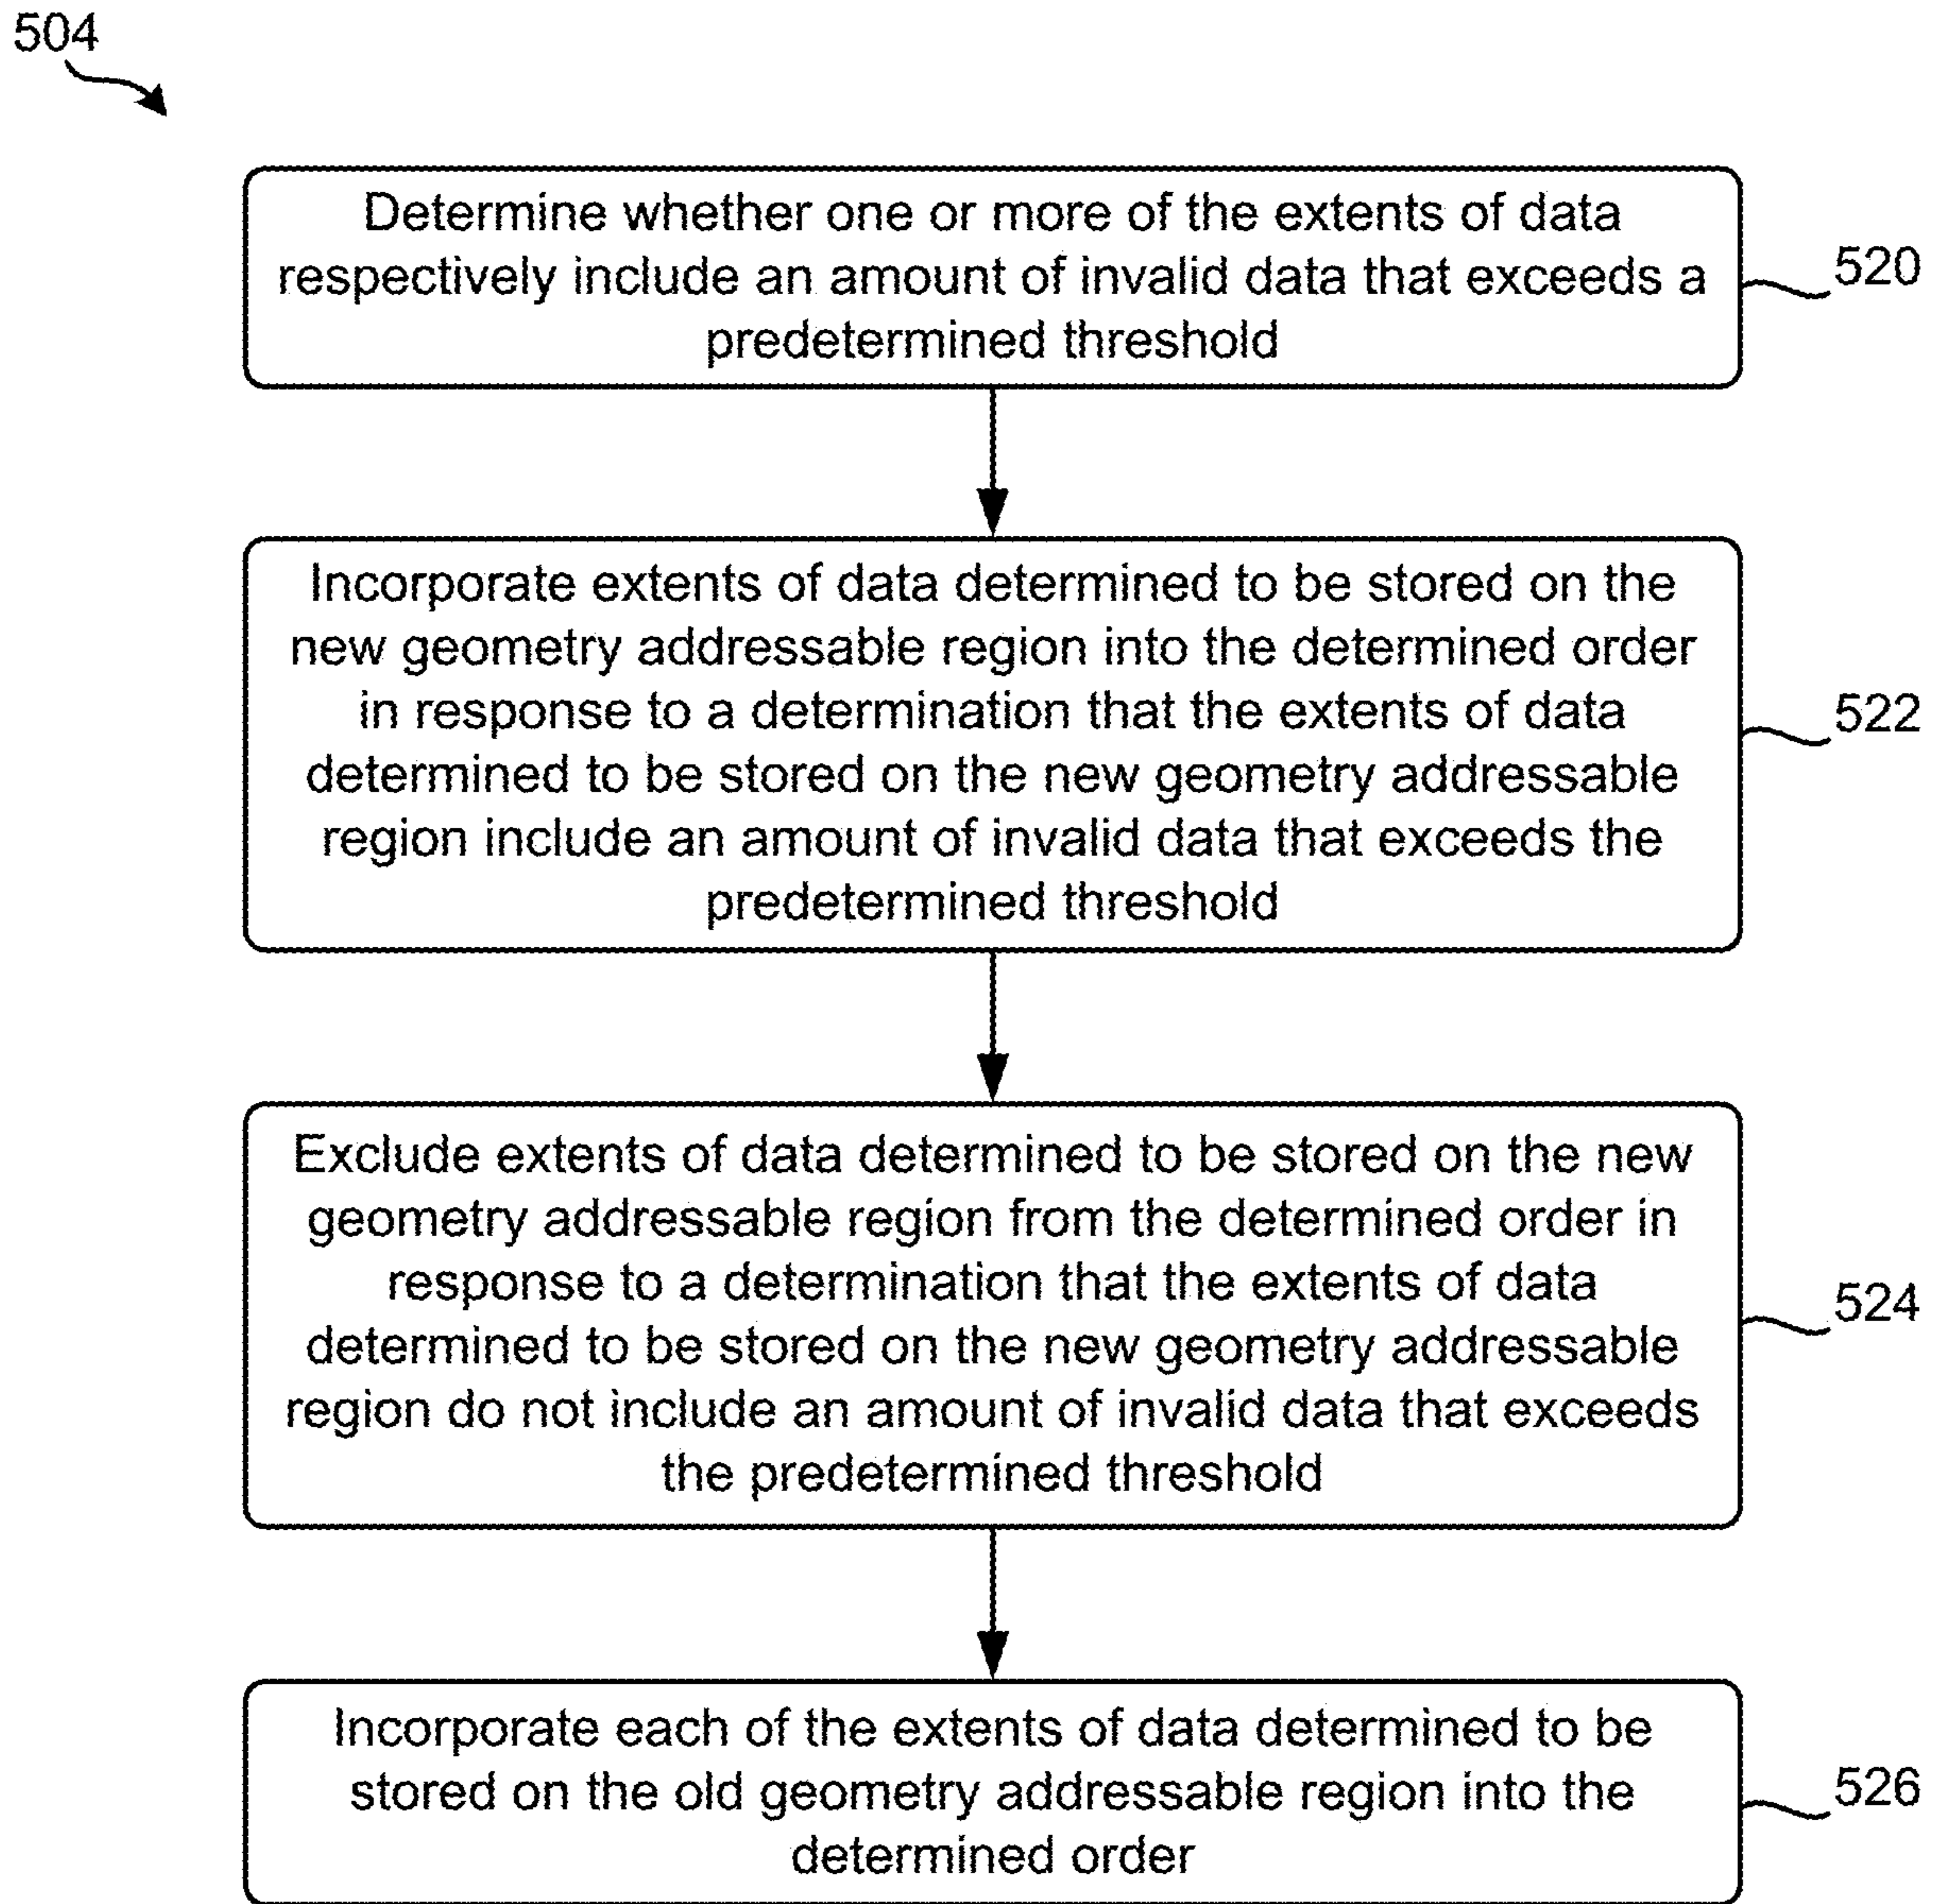 504
Determine whether one or more of the extents of data
respectively include an amount of invalid data that exceeds a
predetermined threshold
520
Incorporate extents of data determined to be stored on the
new geometry addressable region into the determined order
in response to a determination that the extents of data
determined to be stored on the new geometry addressable
region include an amount of invalid data that exceeds the
predetermined threshold
522
Exclude extents of data determined to be stored on the new
geometry addressable region from the determined order in
response to a determination that the extents of data
determined to be stored on the new geometry addressable
region do not include an amount of invalid data that exceeds
the predetermined threshold
524
Incorporate each of the extents of data determined to be
stored on the old geometry addressable region into the
determined order
526